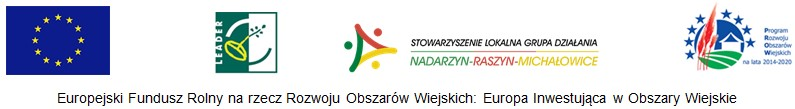 LEADER
STOWARZYSZENIE LOKALNA GRUPA DZIAŁANIA
NADARZYN-RASZYN-MICHAŁOWICE
Program
Rozwoju
Obszarów
Wiejskich
na lata 2014-2020
Europejski Fundusz Rolny na rzecz Rozwoju Obszarów Wiejskich: Europa Inwestująca w Obszary Wiejskie